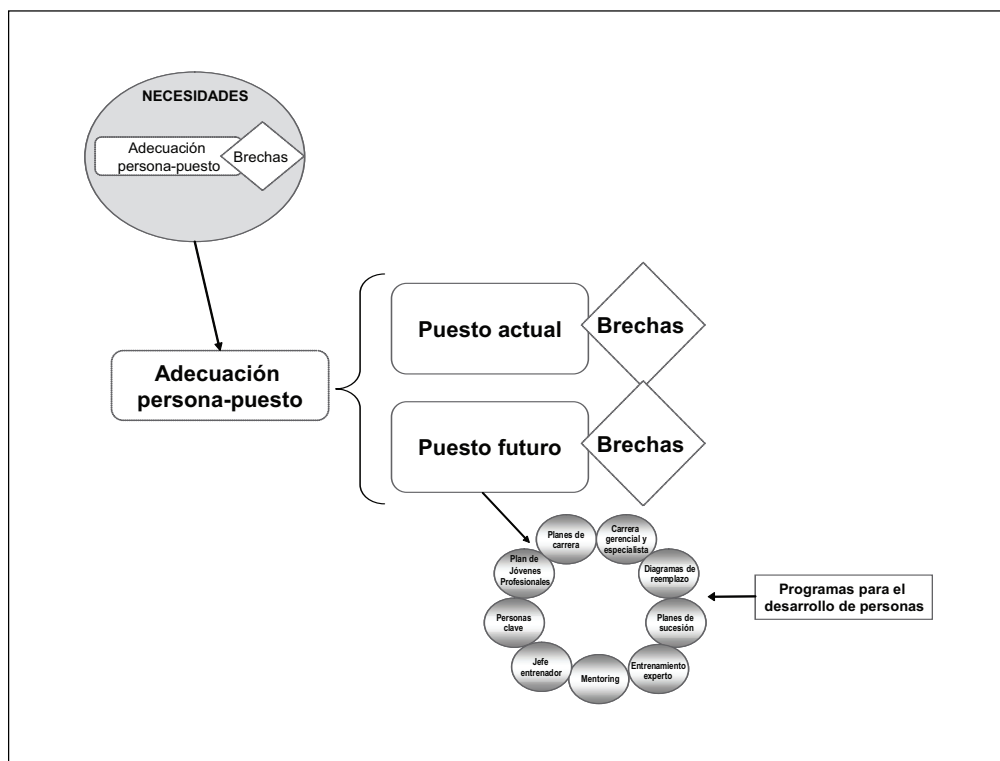 NECESIDADES
Adecuación
persona-puesto
Brechas
Adecuación
persona-puesto
Puesto actual
Brechas
Puesto futuro
Brechas
Planes de
carrera
Carrera
gerencial y
especialista
Diagramas de
reemplazo
Planes de
sucesión
Entrenamiento
experto
Mentoring
Jefe
entrenador
Personas
clave
Plan de
Jóvenes
Profesionales
Programas para el
desarrollo de personas